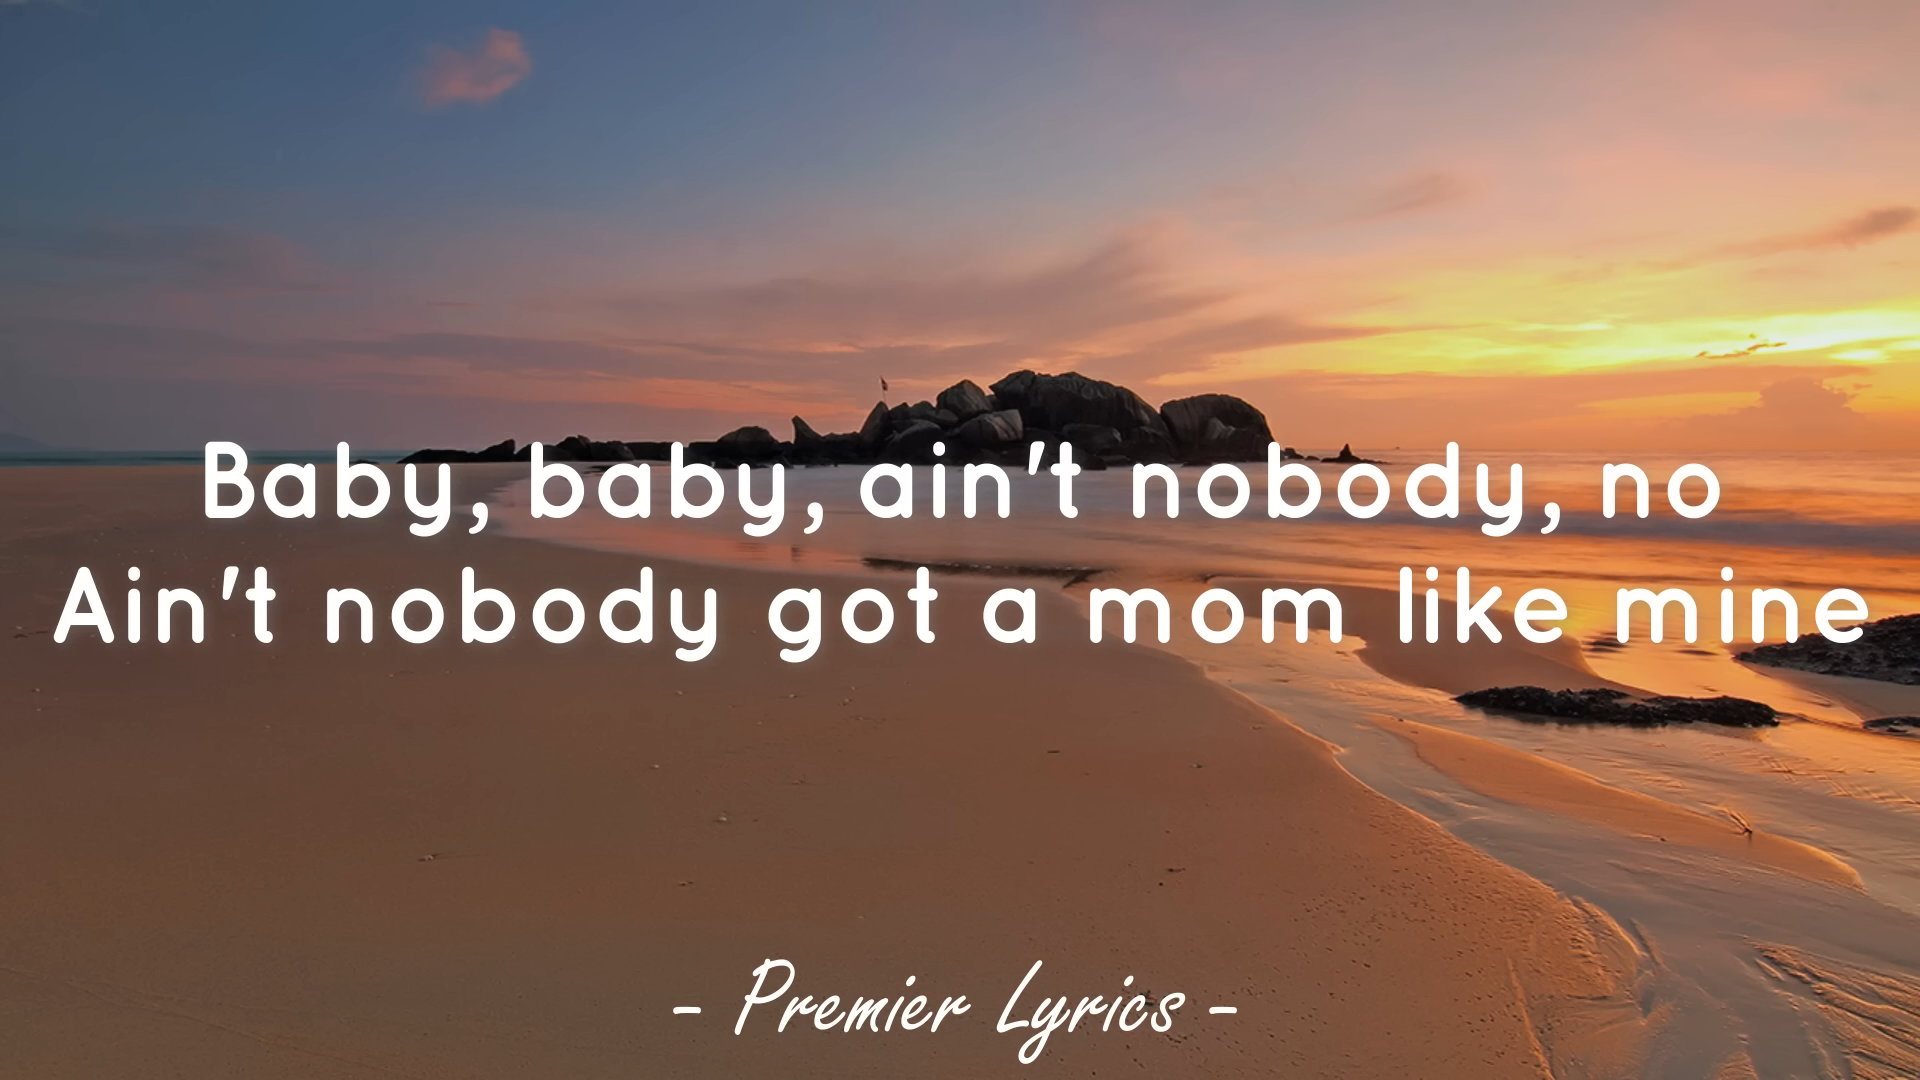 Baby, baby, ain't nobody, no
Ain't nobody got a mom like mine
- Premier Lyrics -